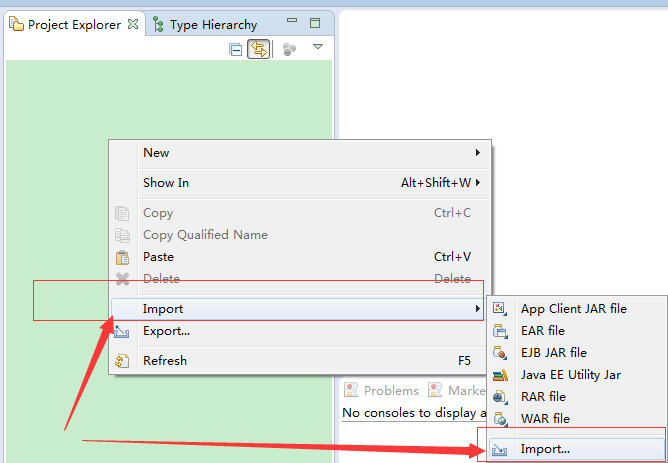 Project Explorer Type Hierarchy
New
Show In Alt+Shift+W
Copy Ctrl+C
Copy Qualified Name
Paste Ctrl+V
Delete Delete
Import
Export...
Refresh F5
App Client JAR file
EAR file
EJB JAR file
Java EE Utility Jar
RAR file
WAR file
Import...
Problems Marke
No consoles to display a